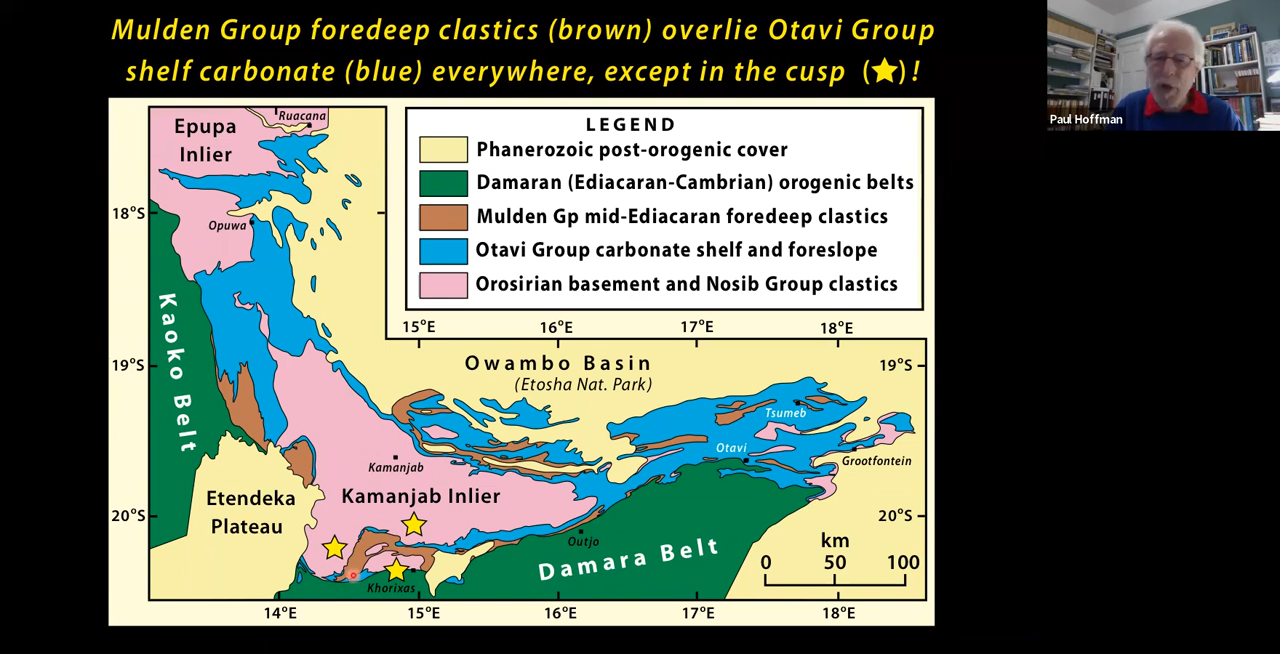 Mulden Group foredeep clastics (brown) overlie Otavi Group
shelf carbonate (blue) everywhere, except in the cusp (★)!
Paul Hoffman
LEGEND
Phanerozoic post-orogenic cover
Damaran (Ediacaran-Cambrian) orogenic belts
Mulden Gp mid-Ediacaran foredeep clastics
Otavi Group carbonate shelf and foreslope
Orosirian basement and Nosib Group clastics
Ruacana
Epupa
Inlier
18°S
Opuwa
Kaoko Belt
15°E
16°E
17°E
18°E
19°S
Owambo Basin
(Etosha Nat. Park)
19°S
Tsumeb
Otavi
Grootfontein
Kamanjab
Kamanjab Inlier
Etendeka
Plateau
20°S
20°S
Outjo
Damara Belt
Khorixas
km
0
50
100
14°E
15°E
16°E
17°E
18°E